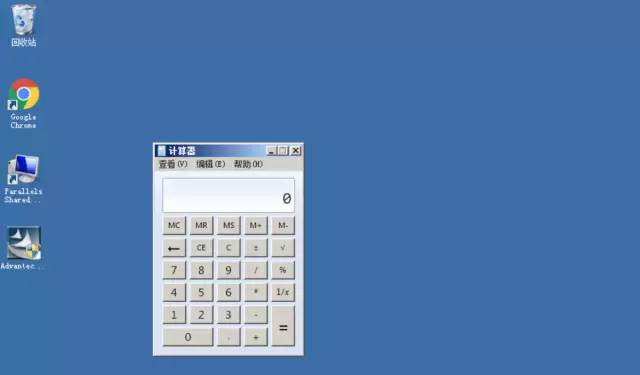 回收站
Google
Chrome
Parallels
Shared...
Advantec...
计算器
查看(V) 编辑(E) 帮助(H)
0
MC MR MS M+ M-
← CE C ± √
7 8 9 / %
4 5 6 * 1/x
1 2 3 - =
0 . +